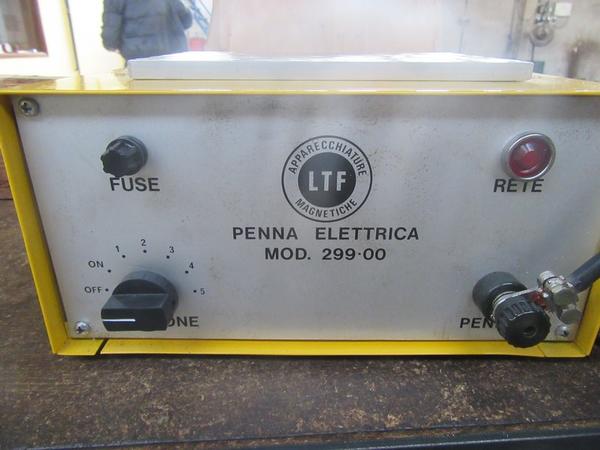 FUSE
APPARECCHIATURE
LTF
MAGNETICHE
RETE
PENNA ELETTRICA
MOD. 299·00
OFF
ON
1
2
3
4
5